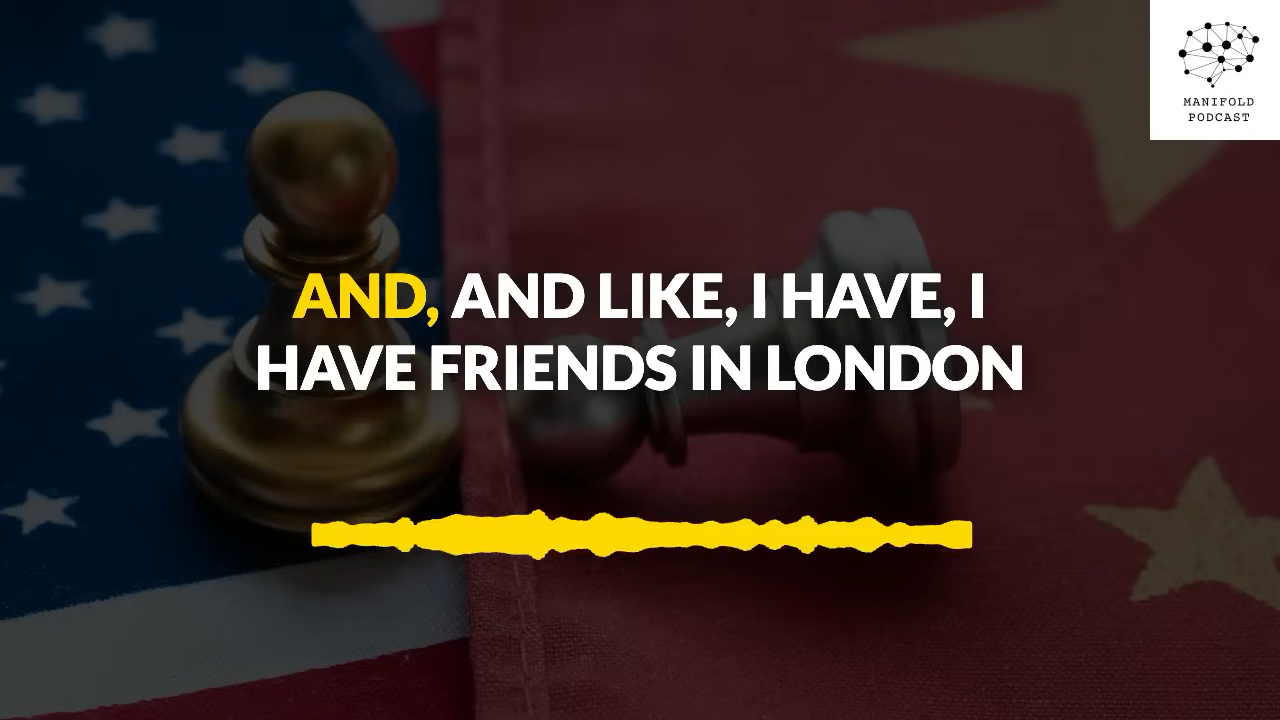 MANIFOLD
PODCAST
AND, AND LIKE, I HAVE, I
HAVE FRIENDS IN LONDON